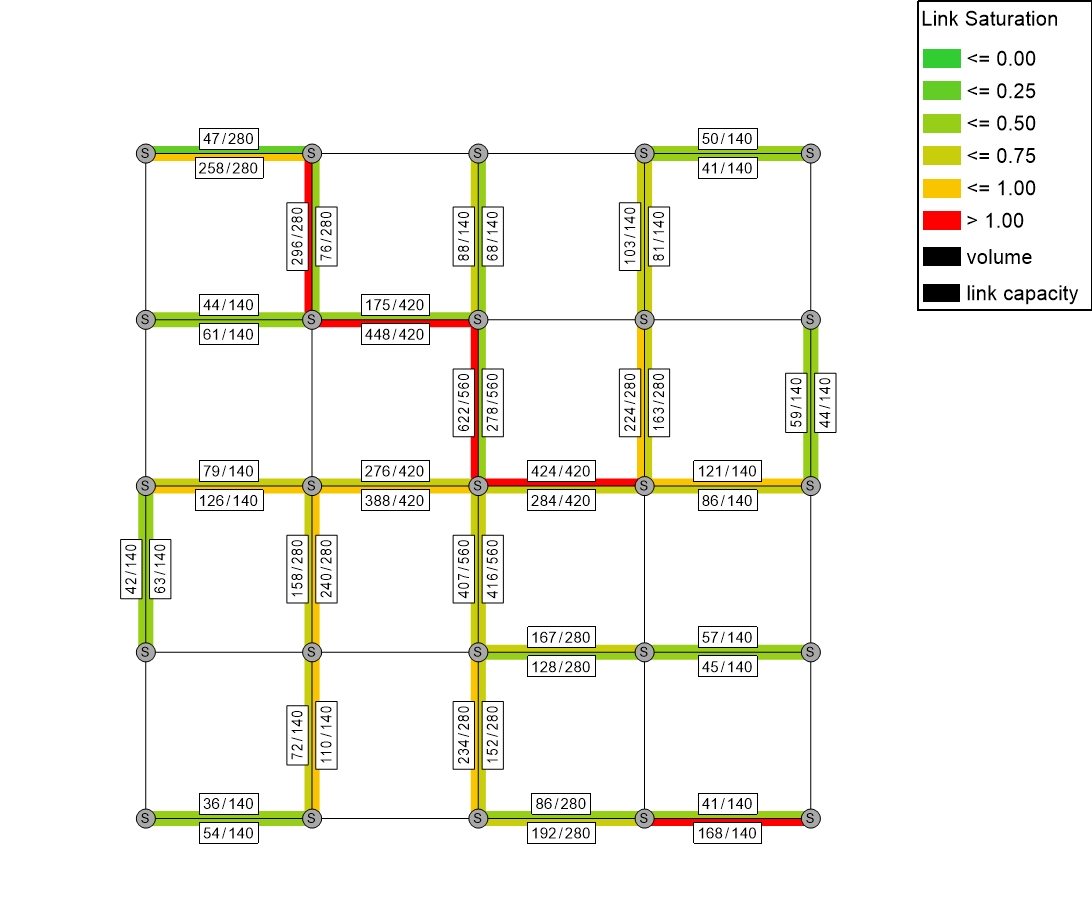 Link Saturation
<= 0.00
<= 0.25
<= 0.50
<= 0.75
<= 1.00
> 1.00
volume
link capacity
47/280
50/140
S S S S S
258/280
41/140
296/280 76/280 88/140 68/140 103/140 81/140
44/140 175/420
S S S S S
61/140 448/420
622/560 278/560 224/280 163/280 59/140 44/140
79/140 276/420 424/420 121/140
S S S S S
126/140 388/420 284/420 86/140
42/140 63/140 158/280 240/280 407/560 416/560
167/280 57/140
S S S S S
128/280 45/140
72/140 110/140 234/280 152/280
36/140 86/280 41/140
S S S S S
54/140 192/280 168/140